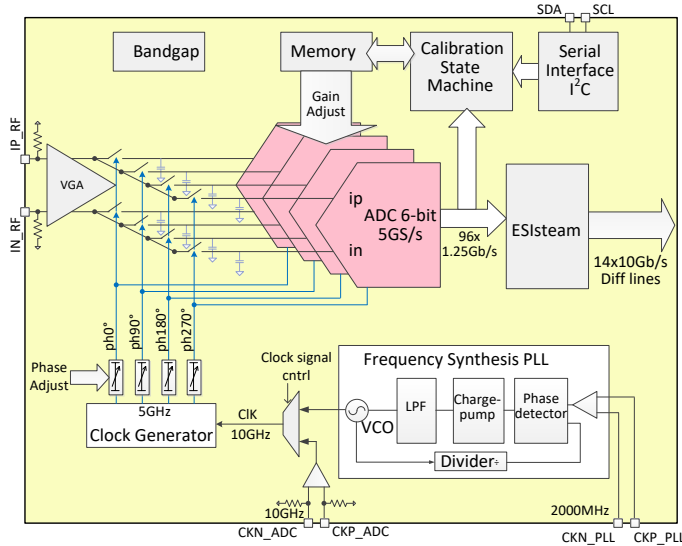 SDA SCL
Bandgap
Memory
Calibration
State
Machine
Serial
Interface
I²C
Gain
Adjust
IP_RF
VGA
IN_RF
ip
ADC 6-bit
5GS/s
in
96x
1.25Gb/s
ESIsteam
14x10Gb/s
Diff lines
ph0°
ph90°
ph180°
ph270°
Phase
Adjust
5GHz
Clock Generator
Clock signal
cntrl
ClK
10GHz
Frequency Synthesis PLL
VCO
LPF
Charge-
pump
Phase
detector
Divider÷
10GHz
2000MHz
CKN_ADC CKP_ADC
CKN_PLL CKP_PLL